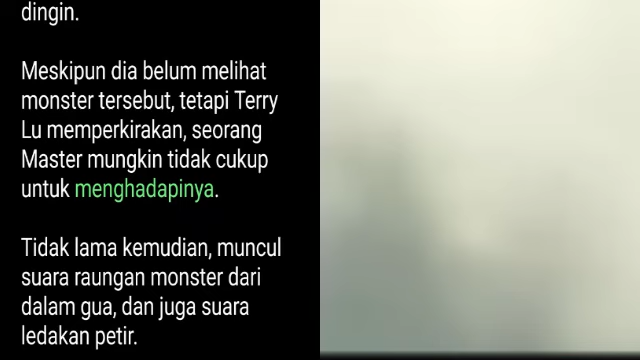 dingin.
Meskipun dia belum melihat
monster tersebut, tetapi Terry
Lu memperkirakan, seorang
Master mungkin tidak cukup
untuk menghadapinya.
Tidak lama kemudian, muncul
suara raungan monster dari
dalam gua, dan juga suara
ledakan petir.